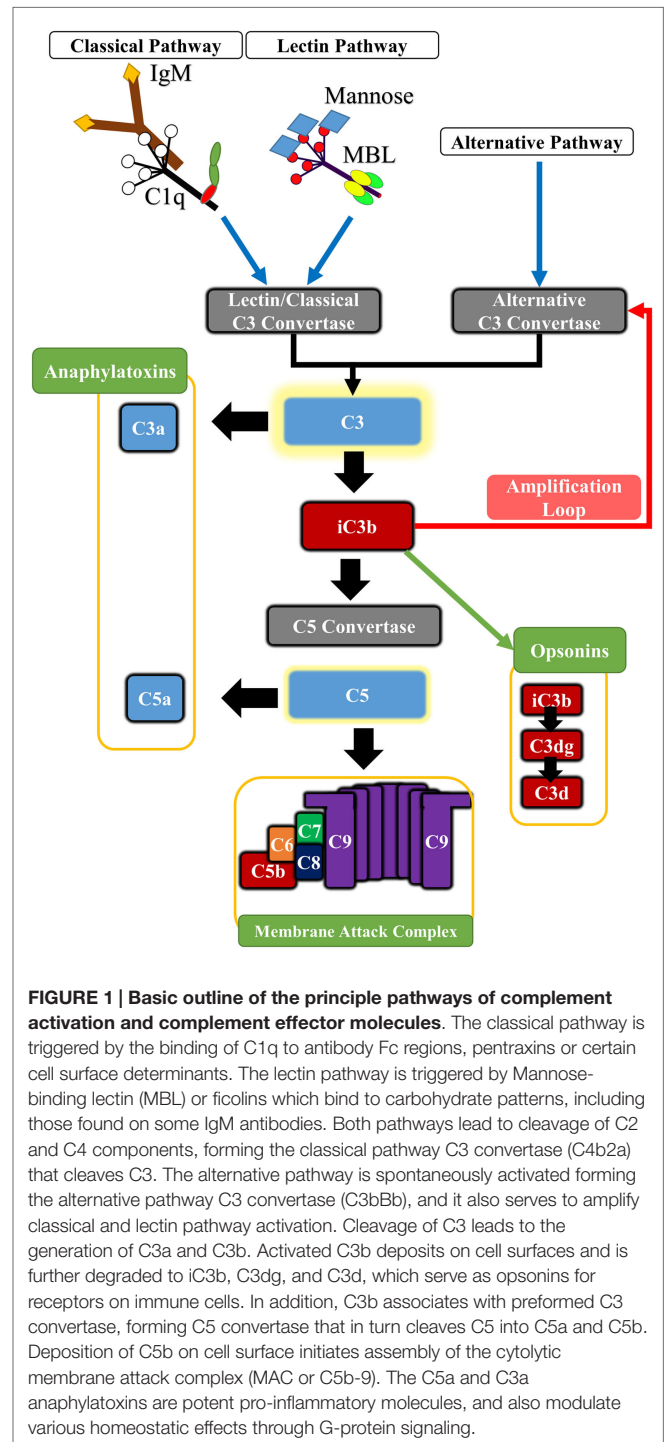 Classical Pathway
Lectin Pathway
IgM
Mannose
Alternative Pathway
MBL
C1q
Lectin/Classical
C3 Convertase
Alternative
C3 Convertase
Anaphylatoxins
C3a
C3
Amplification
Loop
iC3b
C5 Convertase
Opsonins
C5a
C5
iC3b
C3dg
C3d
C7
C6
C9
C9
C8
C5b
Membrane Attack Complex
FIGURE 1 | Basic outline of the principle pathways of complement
activation and complement effector molecules. The classical pathway is
triggered by the binding of C1q to antibody Fc regions, pentraxins or certain
cell surface determinants. The lectin pathway is triggered by Mannose-
binding lectin (MBL) or ficolins which bind to carbohydrate patterns, including
those found on some IgM antibodies. Both pathways lead to cleavage of C2
and C4 components, forming the classical pathway C3 convertase (C4b2a)
that cleaves C3. The alternative pathway is spontaneously activated forming
the alternative pathway C3 convertase (C3bBb), and it also serves to amplify
classical and lectin pathway activation. Cleavage of C3 leads to the
generation of C3a and C3b. Activated C3b deposits on cell surfaces and is
further degraded to iC3b, C3dg, and C3d, which serve as opsonins for
receptors on immune cells. In addition, C3b associates with preformed C3
convertase, forming C5 convertase that in turn cleaves C5 into C5a and C5b.
Deposition of C5b on cell surface initiates assembly of the cytolytic
membrane attack complex (MAC or C5b-9). The C5a and C3a
anaphylatoxins are potent pro-inflammatory molecules, and also modulate
various homeostatic effects through G-protein signaling.